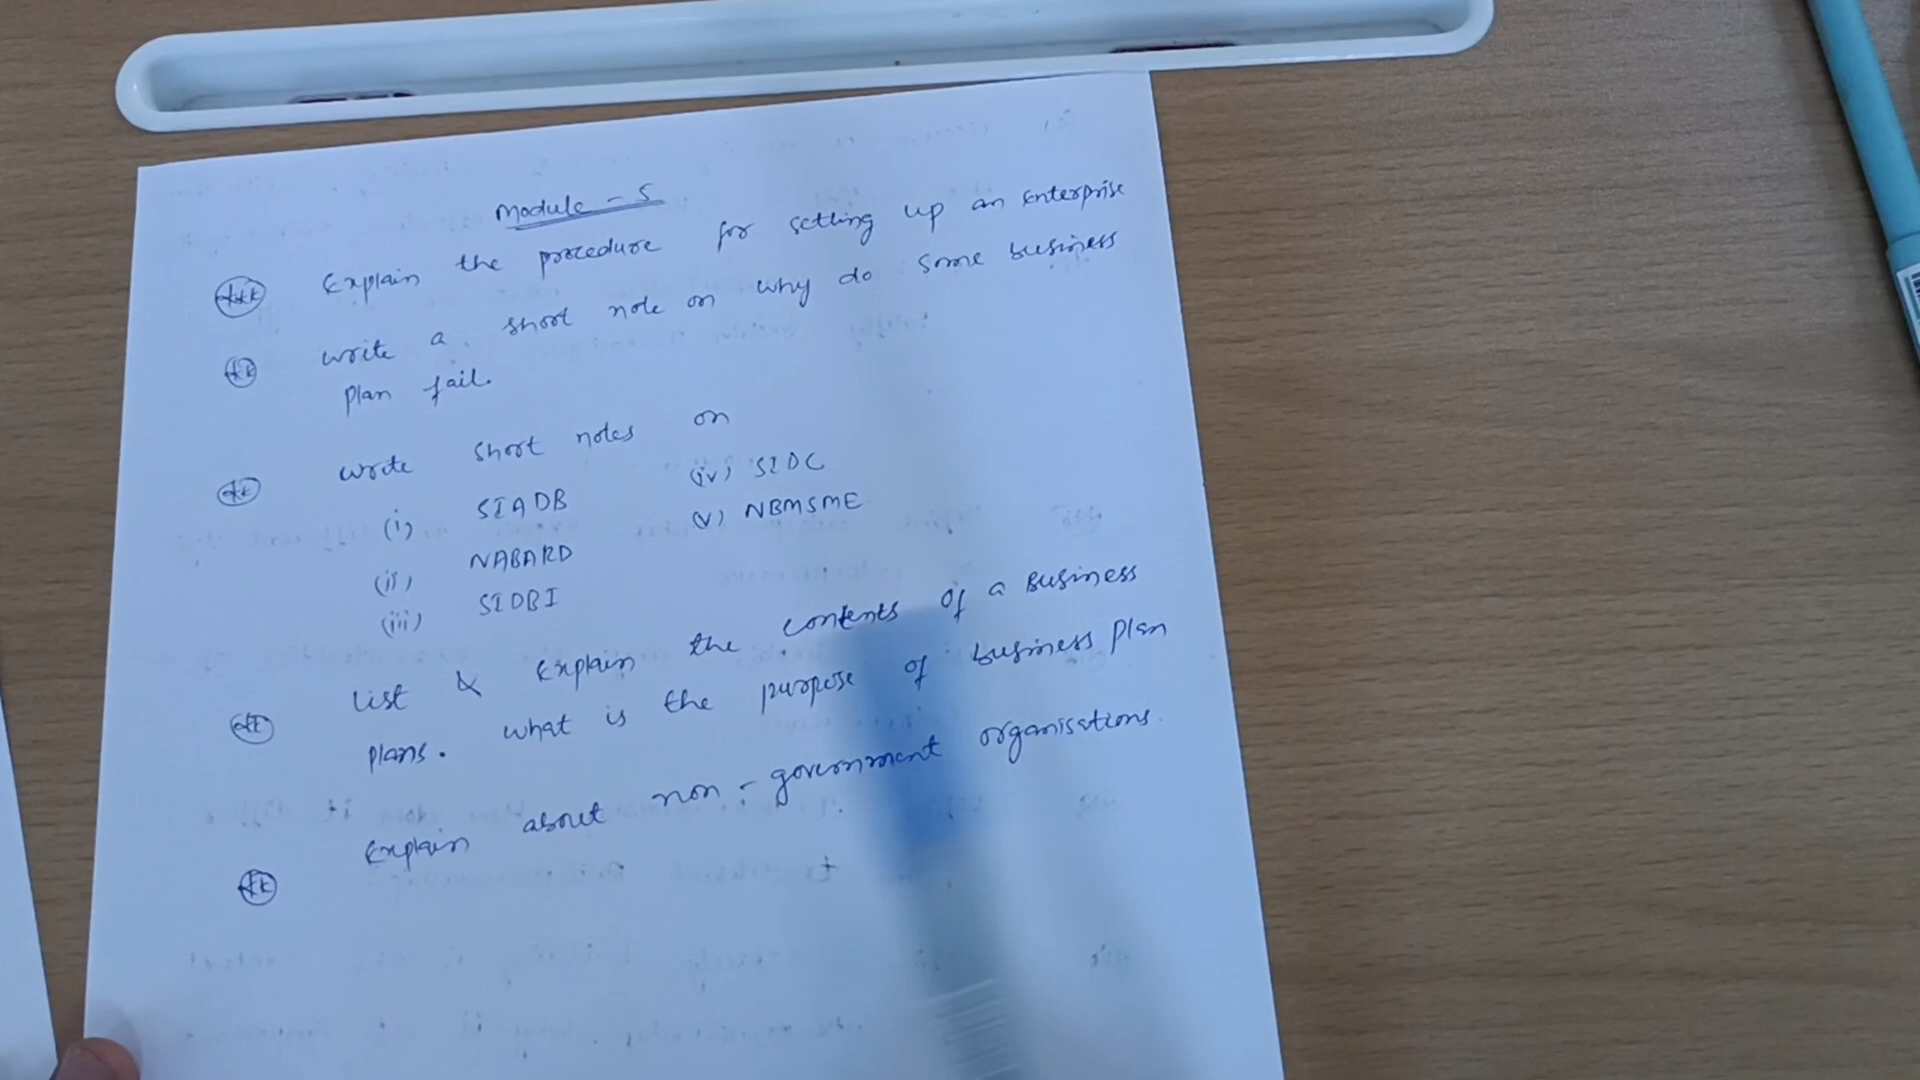 Module - 5
*** Explain the procedure for setting up an Enterprise
** write a short note on why do some business
plan fail.
** write short notes on
(i) SIADB (iv) SIDC
(ii) NABARD (v) NBMSME
(iii) SIDBI
** List & Explain the contents of a Business
plans. what is the purpose of Business plan
** Explain about non-government organisations.